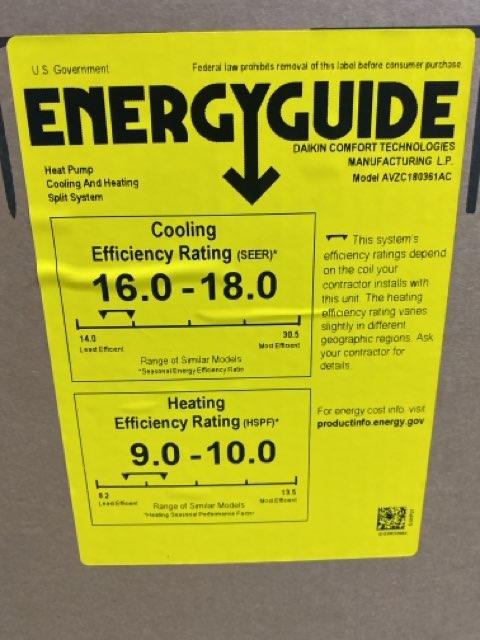 U.S. Government
Federal law prohibits removal of this label before consumer purchase.
ENERGYGUIDE
Heat Pump
Cooling And Heating
Split System
DAIKIN COMFORT TECHNOLOGIES
MANUFACTURING L.P.
Model AVZC180361AC
Cooling
Efficiency Rating (SEER)*
16.0 - 18.0
14.0
30.5
Least Efficient
Most Efficient
Range of Similar Models
*Seasonal Energy Efficiency Ratio
This system's
efficiency ratings depend
on the coil your
contractor installs with
this unit. The heating
efficiency rating varies
slightly in different
geographic regions. Ask
your contractor for
details.
Heating
Efficiency Rating (HSPF)*
9.0 - 10.0
8.2
13.5
Least Efficient
Most Efficient
Range of Similar Models
*Heating Seasonal Performance Factor
For energy cost info, visit
productinfo.energy.gov